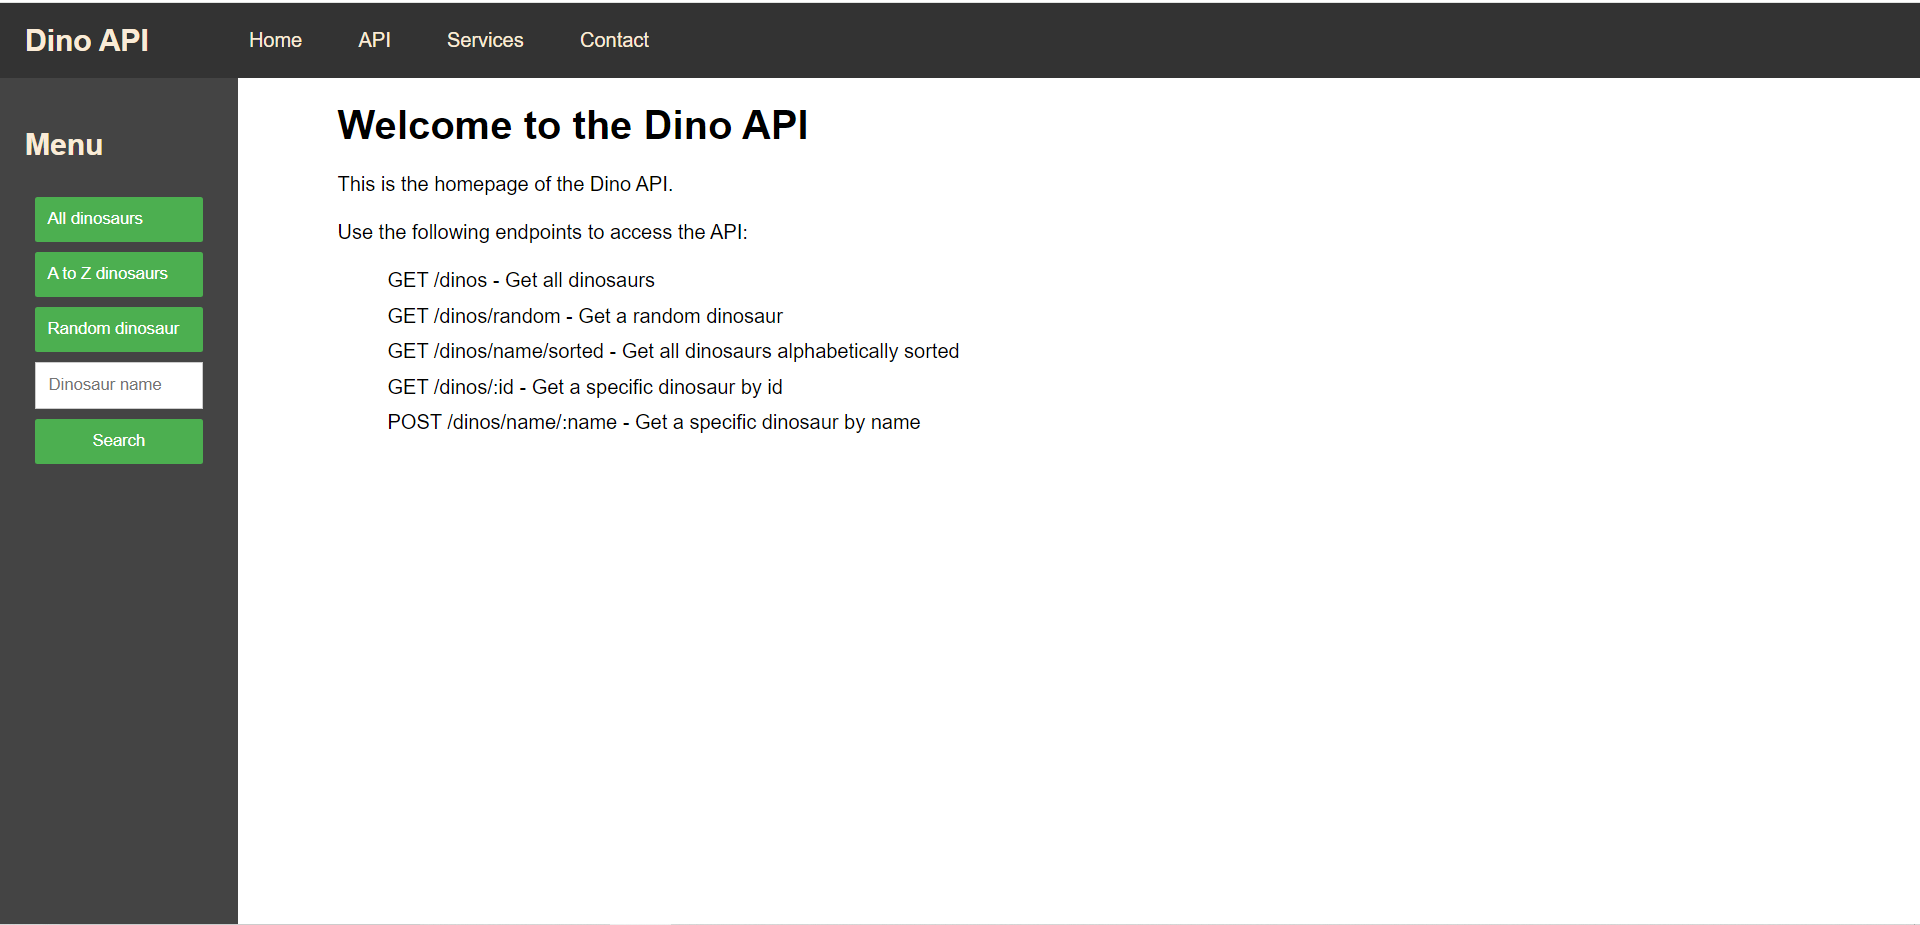 Dino API
Home API Services Contact
Menu
All dinosaurs
A to Z dinosaurs
Random dinosaur
Dinosaur name
Search
Welcome to the Dino API
This is the homepage of the Dino API.
Use the following endpoints to access the API:
GET /dinos - Get all dinosaurs
GET /dinos/random - Get a random dinosaur
GET /dinos/name/sorted - Get all dinosaurs alphabetically sorted
GET /dinos/:id - Get a specific dinosaur by id
POST /dinos/name/:name - Get a specific dinosaur by name